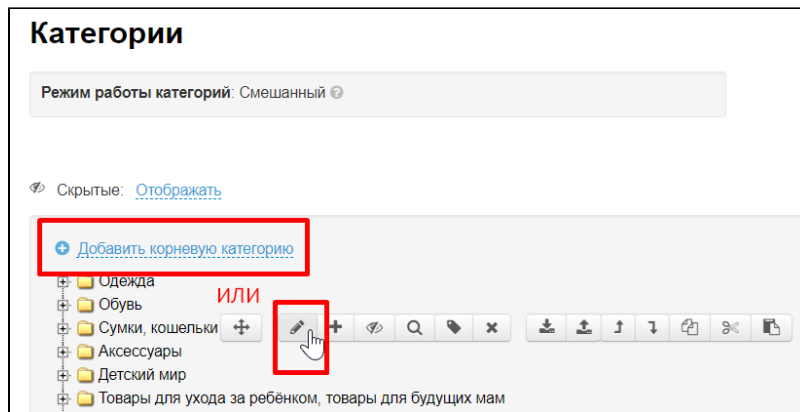 Категории
Режим работы категорий: Смешанный
Скрытые: Отображать
Добавить корневую категорию
Одежда
ИЛИ
Обувь
Сумки, кошельки
Аксессуары
Детский мир
Товары для ухода за ребёнком, товары для будущих мам